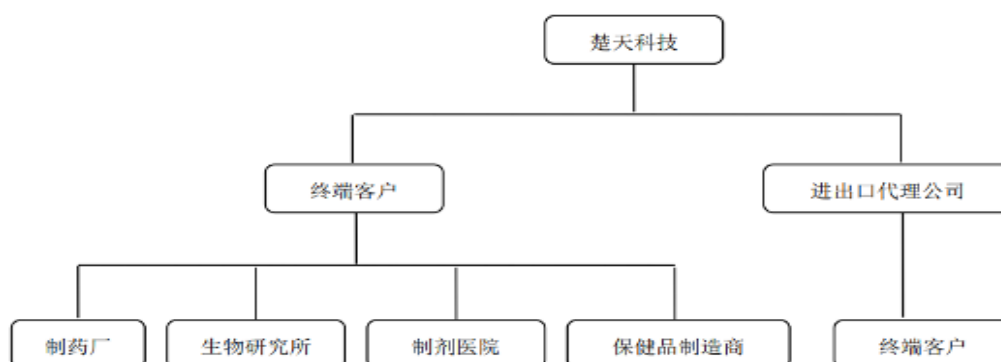 楚天科技
终端客户
进出口代理公司
制药厂
生物研究所
制剂医院
保健品制造商
终端客户